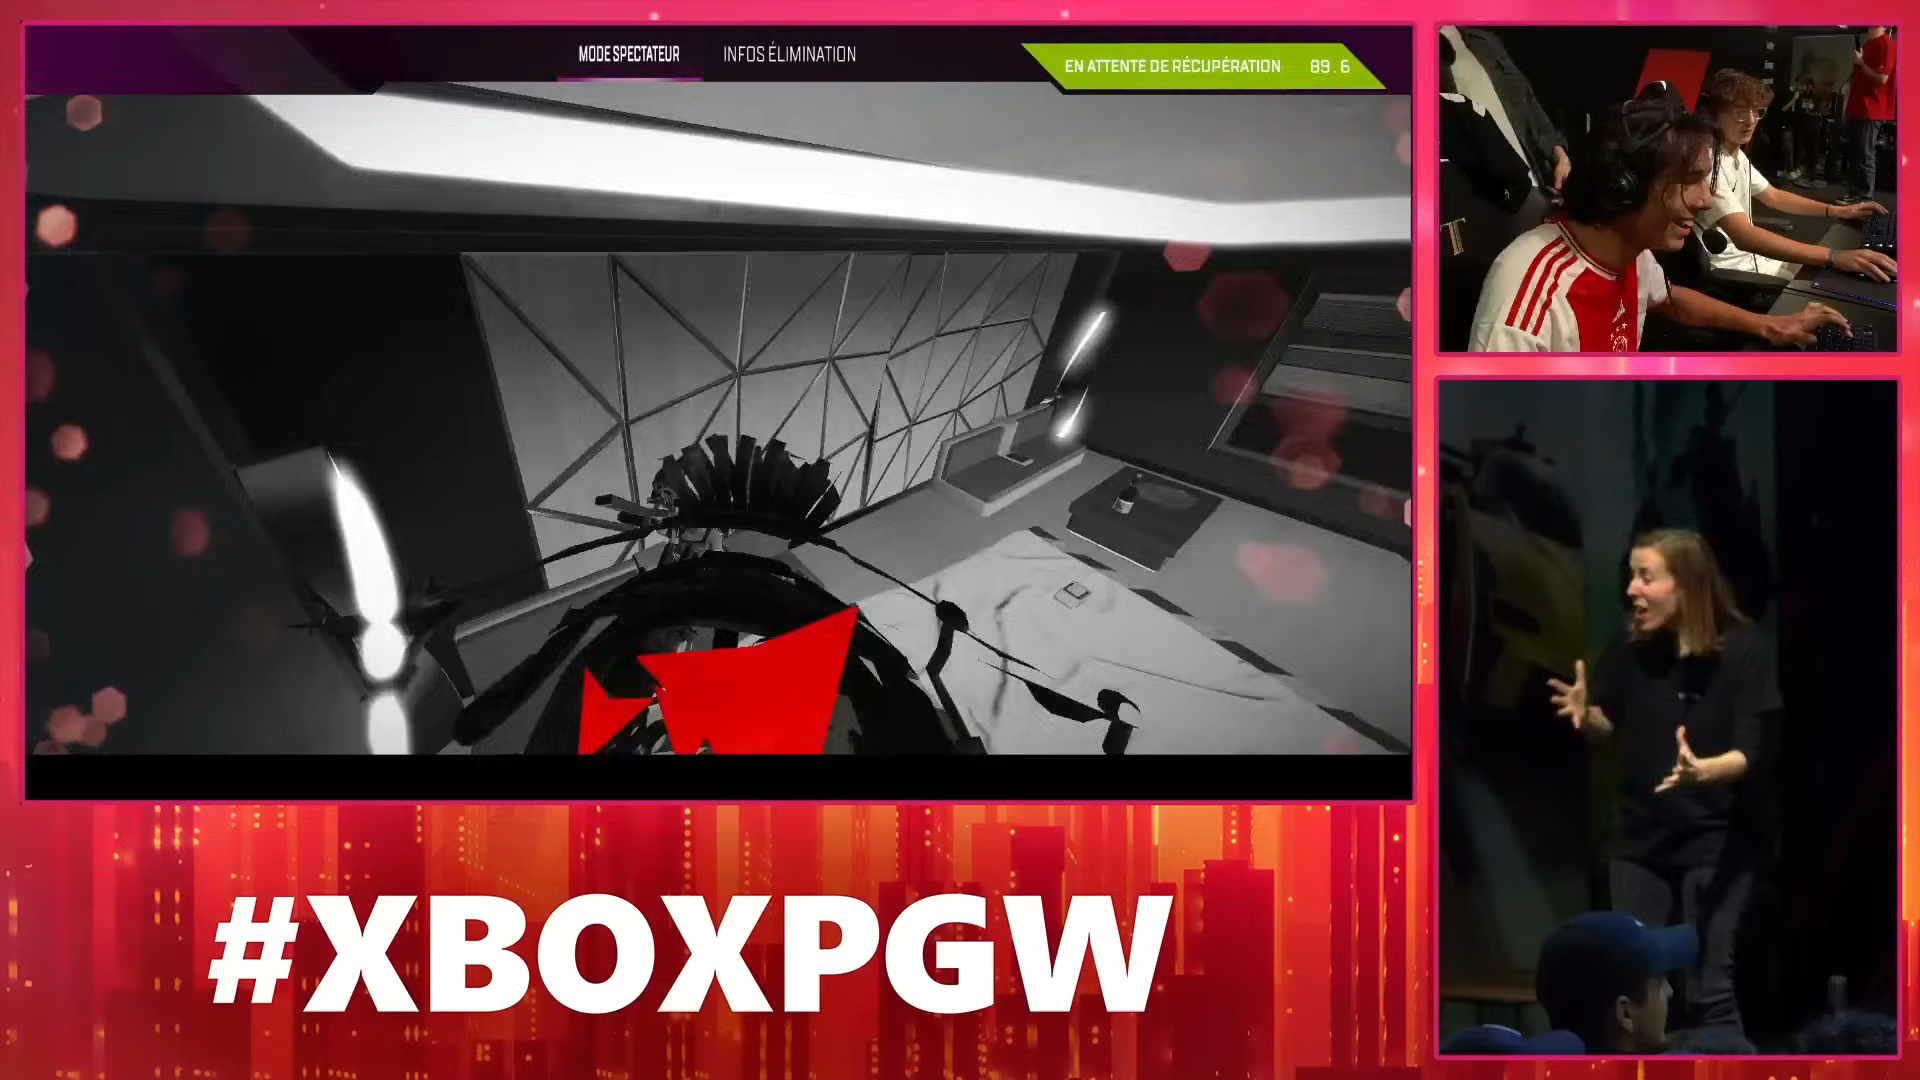 MODE SPECTATEUR
INFOS ÉLIMINATION
EN ATTENTE DE RÉCUPÉRATION 89.6
#XBOXPGW